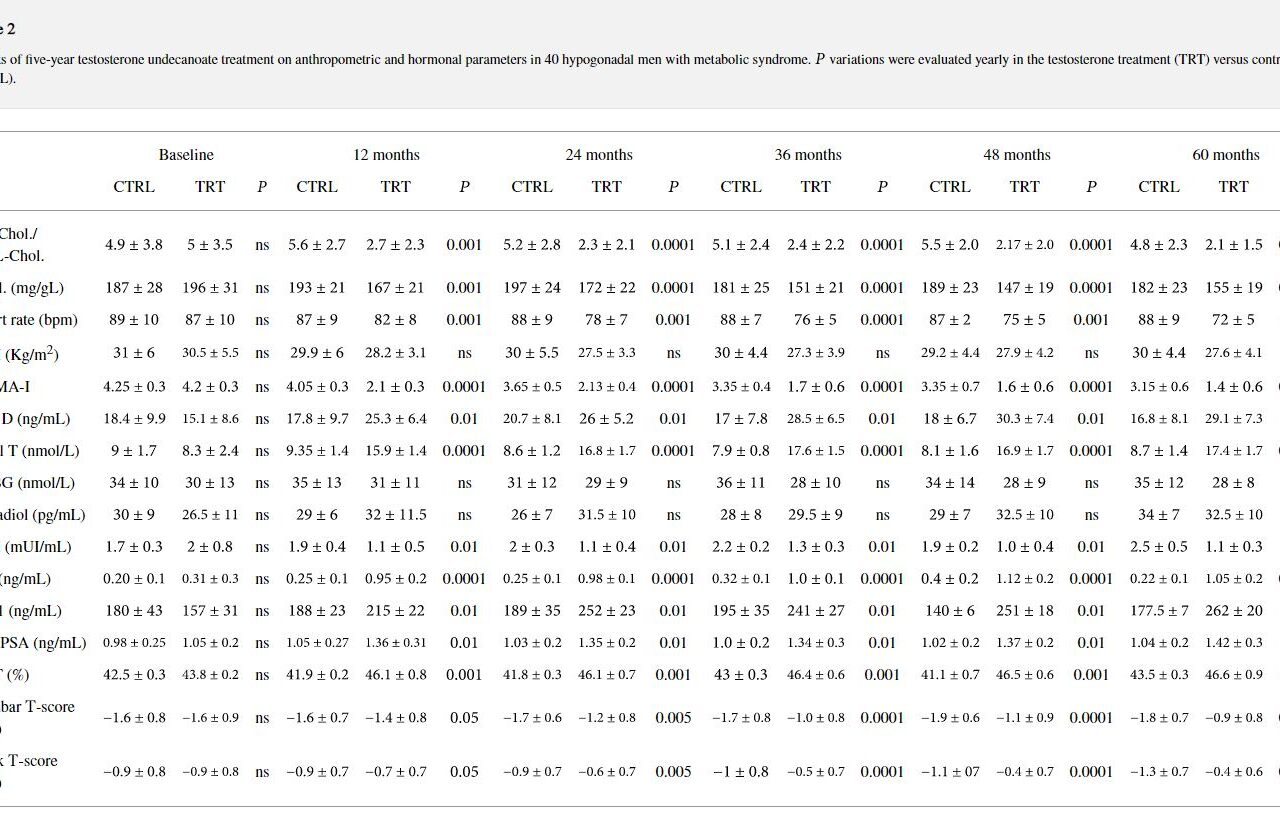 2
of five-year testosterone undecanoate treatment on anthropometric and hormonal parameters in 40 hypogonadal men with metabolic syndrome. P variations were evaluated yearly in the testosterone treatment (TRT) versus
L).
Baseline 12 months 24 months 36 months 48 months 60 months
CTRL TRT P CTRL TRT P CTRL TRT P CTRL TRT P CTRL TRT P CTRL TRT
Chol./
-Chol.
4.9 ± 3.8 5 ± 3.5 ns 5.6 ± 2.7 2.7 ± 2.3 0.001 5.2 ± 2.8 2.3 ± 2.1 0.0001 5.1 ± 2.4 2.4 ± 2.2 0.0001 5.5 ± 2.0 2.17 ± 2.0 0.0001 4.8 ± 2.3 2.1 ± 1.5
(mg/gL) 187 ± 28 196 ± 31 ns 193 ± 21 167 ± 21 0.001 197 ± 24 172 ± 22 0.0001 181 ± 25 151 ± 21 0.0001 189 ± 23 147 ± 19 0.0001 182 ± 23 155 ± 19
rate (bpm) 89 ± 10 87 ± 10 ns 87 ± 9 82 ± 8 0.001 88 ± 9 78 ± 7 0.001 88 ± 7 76 ± 5 0.0001 87 ± 2 75 ± 5 0.001 88 ± 9 72 ± 5
(Kg/m²) 31 ± 6 30.5 ± 5.5 ns 29.9 ± 6 28.2 ± 3.1 ns 30 ± 5.5 27.5 ± 3.3 ns 30 ± 4.4 27.3 ± 3.9 ns 29.2 ± 4.4 27.9 ± 4.2 ns 30 ± 4.4 27.6 ± 4.1
MA-I 4.25 ± 0.3 4.2 ± 0.3 ns 4.05 ± 0.3 2.1 ± 0.3 0.0001 3.65 ± 0.5 2.13 ± 0.4 0.0001 3.35 ± 0.4 1.7 ± 0.6 0.0001 3.35 ± 0.7 1.6 ± 0.6 0.0001 3.15 ± 0.6 1.4 ± 0.6
D (ng/mL) 18.4 ± 9.9 15.1 ± 8.6 ns 17.8 ± 9.7 25.3 ± 6.4 0.01 20.7 ± 8.1 26 ± 5.2 0.01 17 ± 7.8 28.5 ± 6.5 0.01 18 ± 6.7 30.3 ± 7.4 0.01 16.8 ± 8.1 29.1 ± 7.3
T (nmol/L) 9 ± 1.7 8.3 ± 2.4 ns 9.35 ± 1.4 15.9 ± 1.4 0.0001 8.6 ± 1.2 16.8 ± 1.7 0.0001 7.9 ± 0.8 17.6 ± 1.5 0.0001 8.1 ± 1.6 16.9 ± 1.7 0.0001 8.7 ± 1.4 17.4 ± 1.7
G (nmol/L) 34 ± 10 30 ± 13 ns 35 ± 13 31 ± 11 ns 31 ± 12 29 ± 9 ns 36 ± 11 28 ± 10 ns 34 ± 14 28 ± 9 ns 35 ± 12 28 ± 8
adiol (pg/mL) 30 ± 9 26.5 ± 11 ns 29 ± 6 32 ± 11.5 ns 26 ± 7 31.5 ± 10 ns 28 ± 8 29.5 ± 9 ns 29 ± 7 32.5 ± 10 ns 34 ± 7 32.5 ± 10
(mUI/mL) 1.7 ± 0.3 2 ± 0.8 ns 1.9 ± 0.4 1.1 ± 0.5 0.01 2 ± 0.3 1.1 ± 0.4 0.01 2.2 ± 0.2 1.3 ± 0.3 0.01 1.9 ± 0.2 1.0 ± 0.4 0.01 2.5 ± 0.5 1.1 ± 0.3
(ng/mL) 0.20 ± 0.1 0.31 ± 0.3 ns 0.25 ± 0.1 0.95 ± 0.2 0.0001 0.25 ± 0.1 0.98 ± 0.1 0.0001 0.32 ± 0.1 1.0 ± 0.1 0.0001 0.4 ± 0.2 1.12 ± 0.2 0.0001 0.22 ± 0.1 1.05 ± 0.2
(ng/mL) 180 ± 43 157 ± 31 ns 188 ± 23 215 ± 22 0.01 189 ± 35 252 ± 23 0.01 195 ± 35 241 ± 27 0.01 140 ± 6 251 ± 18 0.01 177.5 ± 7 262 ± 20
PSA (ng/mL) 0.98 ± 0.25 1.05 ± 0.2 ns 1.05 ± 0.27 1.36 ± 0.31 0.01 1.03 ± 0.2 1.35 ± 0.2 0.01 1.0 ± 0.2 1.34 ± 0.3 0.01 1.02 ± 0.2 1.37 ± 0.2 0.01 1.04 ± 0.2 1.42 ± 0.3
(%) 42.5 ± 0.3 43.8 ± 0.2 ns 41.9 ± 0.2 46.1 ± 0.8 0.001 41.8 ± 0.3 46.1 ± 0.7 0.001 43 ± 0.3 46.4 ± 0.6 0.001 41.1 ± 0.7 46.5 ± 0.6 0.001 43.5 ± 0.3 46.6 ± 0.9
bar T-score
−1.6 ± 0.8 −1.6 ± 0.9 ns −1.6 ± 0.7 −1.4 ± 0.8 0.05 −1.7 ± 0.6 −1.2 ± 0.8 0.005 −1.7 ± 0.8 −1.0 ± 0.8 0.0001 −1.9 ± 0.6 −1.1 ± 0.9 0.0001 −1.8 ± 0.7 −0.9 ± 0.8
T-score
−0.9 ± 0.8 −0.9 ± 0.8 ns −0.9 ± 0.7 −0.7 ± 0.7 0.05 −0.9 ± 0.7 −0.6 ± 0.7 0.005 −1 ± 0.8 −0.5 ± 0.7 0.0001 −1.1 ± 07 −0.4 ± 0.7 0.0001 −1.3 ± 0.7 −0.4 ± 0.6